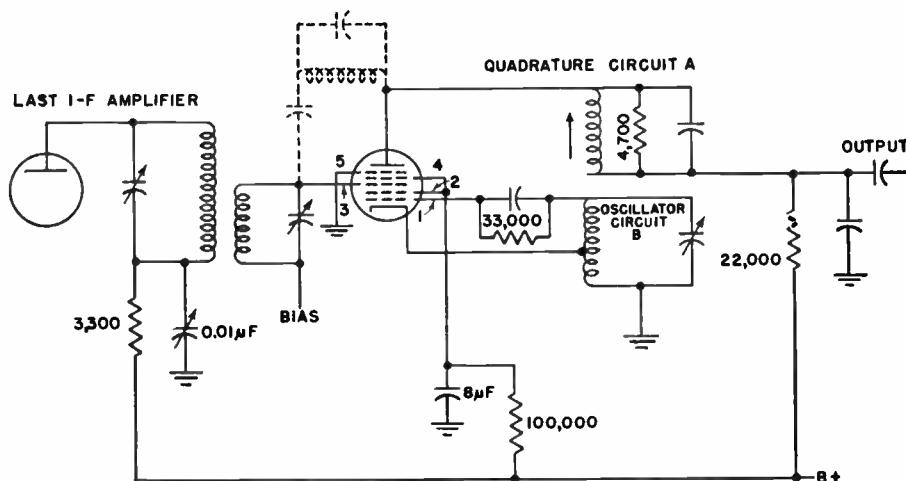 QUADRATURE CIRCUIT A
LAST I-F AMPLIFIER
4,700
OUTPUT
5
4
2
3
1
33,000
OSCILLATOR
CIRCUIT
B
22,000
3,300
0.01µF
BIAS
8µF
100,000
B+